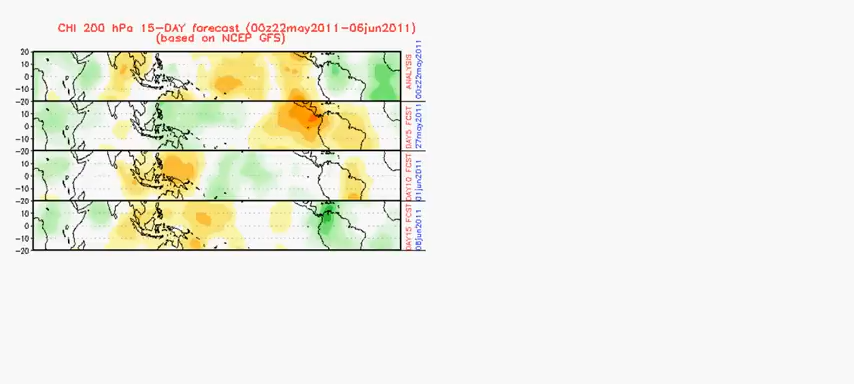 CHI 200 hPa 15-DAY forecast (00z22may2011-06jun2011)
(based on NCEP GFS)
20
10
0
-10
-20
10
0
-10
-20
10
0
-10
-20
10
0
-10
-20
ANALYSIS
00z22may2011
DAY5 FCST
27may2011
DAY10 FCST
01jun2011
DAY15 FCST
06jun2011